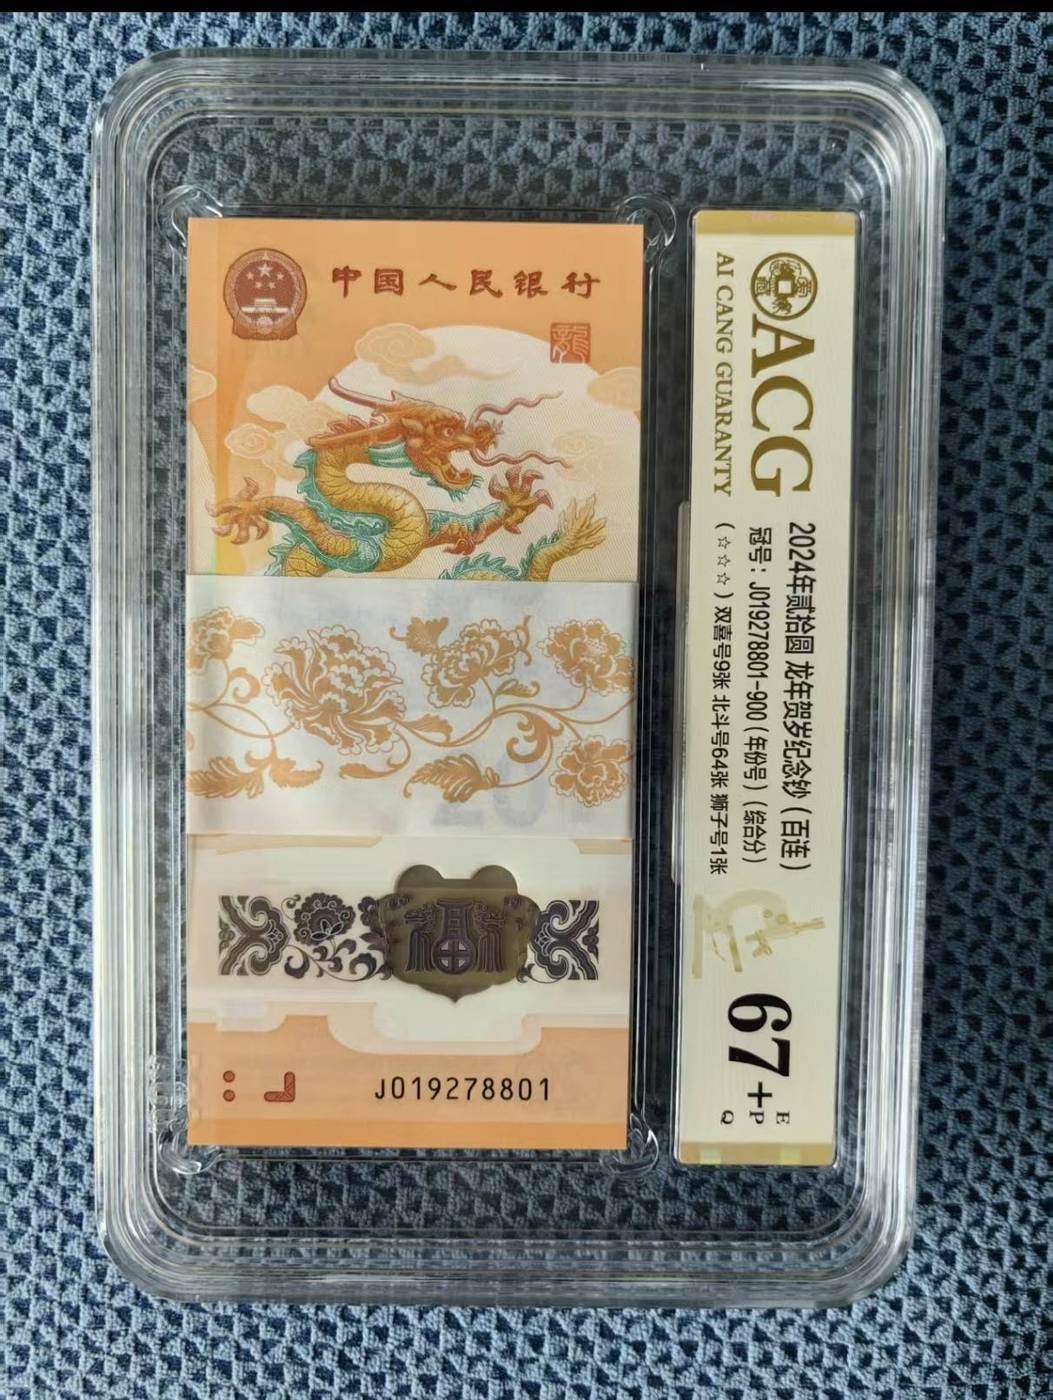 中国人民银行
龍
J019278801
ACG
AI CANG GUARANTY
2024年贰拾圆 龙年贺岁纪念钞（百连）
冠号：J019278801-900（年份号）（综合分）
（☆☆☆）双喜号9张 北斗号64张 狮子号1张
67+
E
P
Q